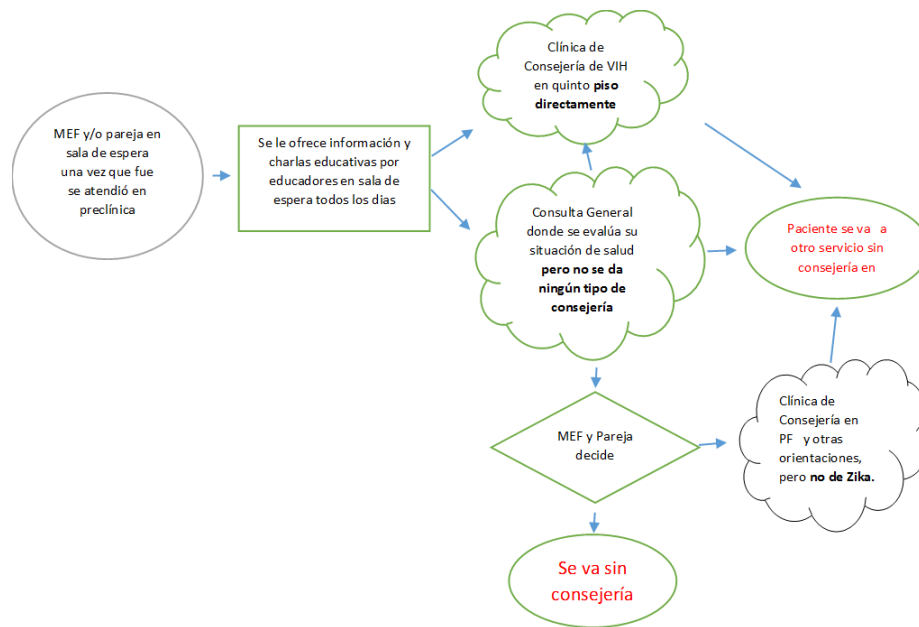 MEF y/o pareja en
sala de espera
una vez que fue
se atendió en
preclínica
Se le ofrece información y
charlas educativas por
educadores en sala de
espera todos los dias
Clínica de
Consejería de VIH
en quinto piso
directamente
Consulta General
donde se evalúa su
situación de salud
pero no se da
ningún tipo de
consejería
Paciente se va a
otro servicio sin
consejería en
MEF y Pareja
decide
Clínica de
Consejería en
PF y otras
orientaciones,
pero no de Zika.
Se va sin
consejería